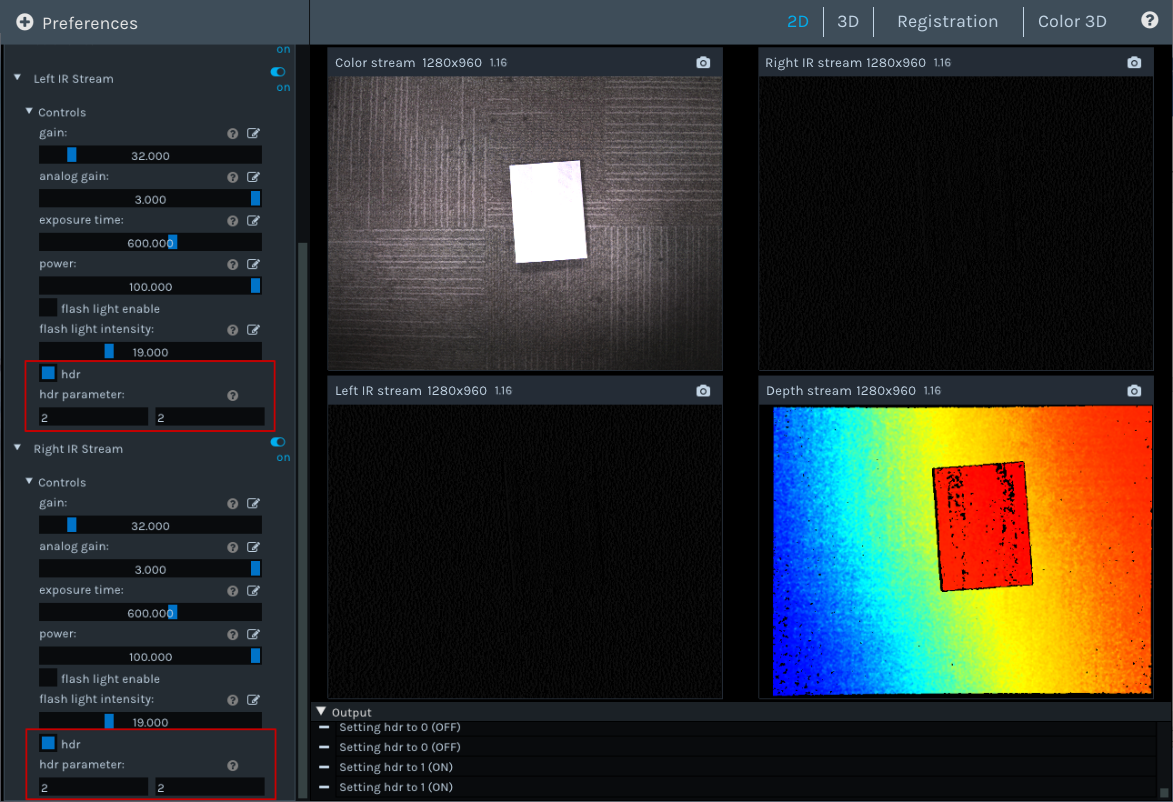 Preferences
2D
3D
Registration
Color 3D
on
Left IR Stream
on
Controls
gain:
32.000
analog gain:
3.000
exposure time:
600.000
power:
100.000
flash light enable
flash light intensity:
19.000
hdr
hdr parameter:
2 2
Right IR Stream
on
Controls
gain:
32.000
analog gain:
3.000
exposure time:
600.000
power:
100.000
flash light enable
flash light intensity:
19.000
hdr
hdr parameter:
2 2
Color stream 1280x960 1.16
Right IR stream 1280x960 1.16
Left IR stream 1280x960 1.16
Depth stream 1280x960 1.16
Output
Setting hdr to 0 (OFF)
Setting hdr to 0 (OFF)
Setting hdr to 1 (ON)
Setting hdr to 1 (ON)